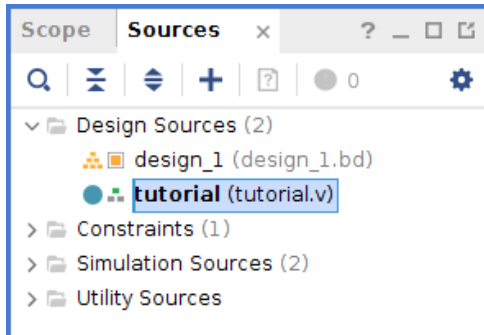 Scope Sources × ?
? 0
Design Sources (2)
design_1 (design_1.bd)
tutorial (tutorial.v)
Constraints (1)
Simulation Sources (2)
Utility Sources